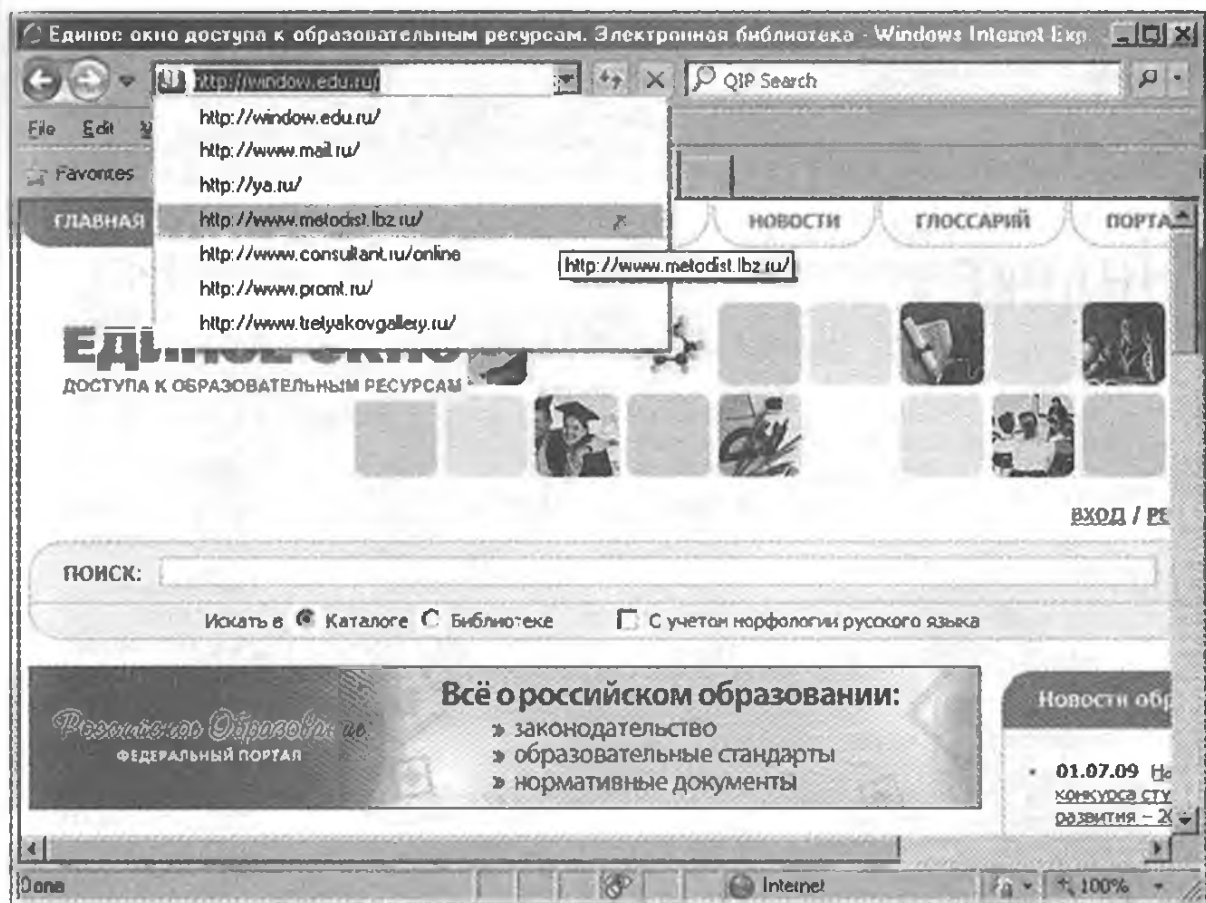 Единое окно доступа к образовательным ресурсам. Электронная библиотека - Windows Internet Exp
http://window.edu.ru/
QIP Search
File Edit
http://window.edu.ru/
http://www.mail.ru/
Favorites
http://ya.ru/
ГЛАВНАЯ
http://www.metodist.lbz.ru/
НОВОСТИ
ГЛОССАРИЙ
ПОРТА
http://www.consultant.ru/online
http://www.metodist.lbz.ru/
http://www.promt.ru/
http://www.tretyakovgallery.ru/
ЕДИНОЕ ОКНО
ДОСТУПА К ОБРАЗОВАТЕЛЬНЫМ РЕСУРСАМ
ВХОД / РЕ
ПОИСК:
Искать в Каталоге Библиотеке С учетом морфологии русского языка
Российское Образование
ФЕДЕРАЛЬНЫЙ ПОРТАЛ
Всё о российском образовании:
» законодательство
» образовательные стандарты
» нормативные документы
Новости обр
01.07.09 Но
конкурса сту
развития – 20
Done
Internet
100%